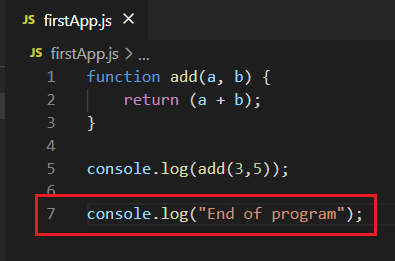 JS firstApp.js ×
JS firstApp.js > ...
1 function add(a, b) {
2 return (a + b);
3 }
4
5 console.log(add(3,5));
6
7 console.log("End of program");